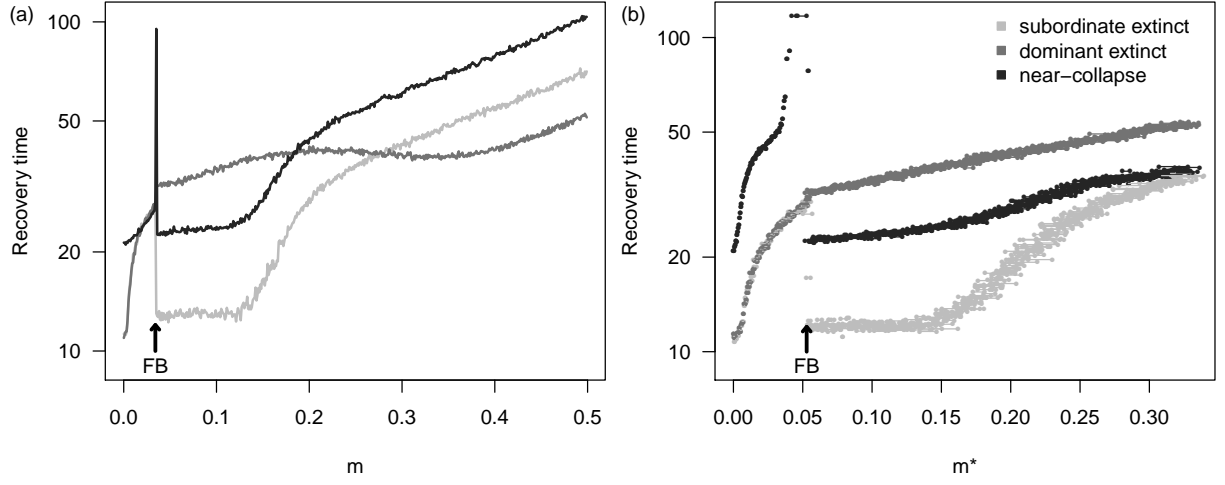 (a)
Recovery time
100
50
20
10
FB
0.0 0.1 0.2 0.3 0.4 0.5
m
(b)
Recovery time
100
50
20
10
subordinate extinct
dominant extinct
near−collapse
FB
0.00 0.05 0.10 0.15 0.20 0.25 0.30
m*